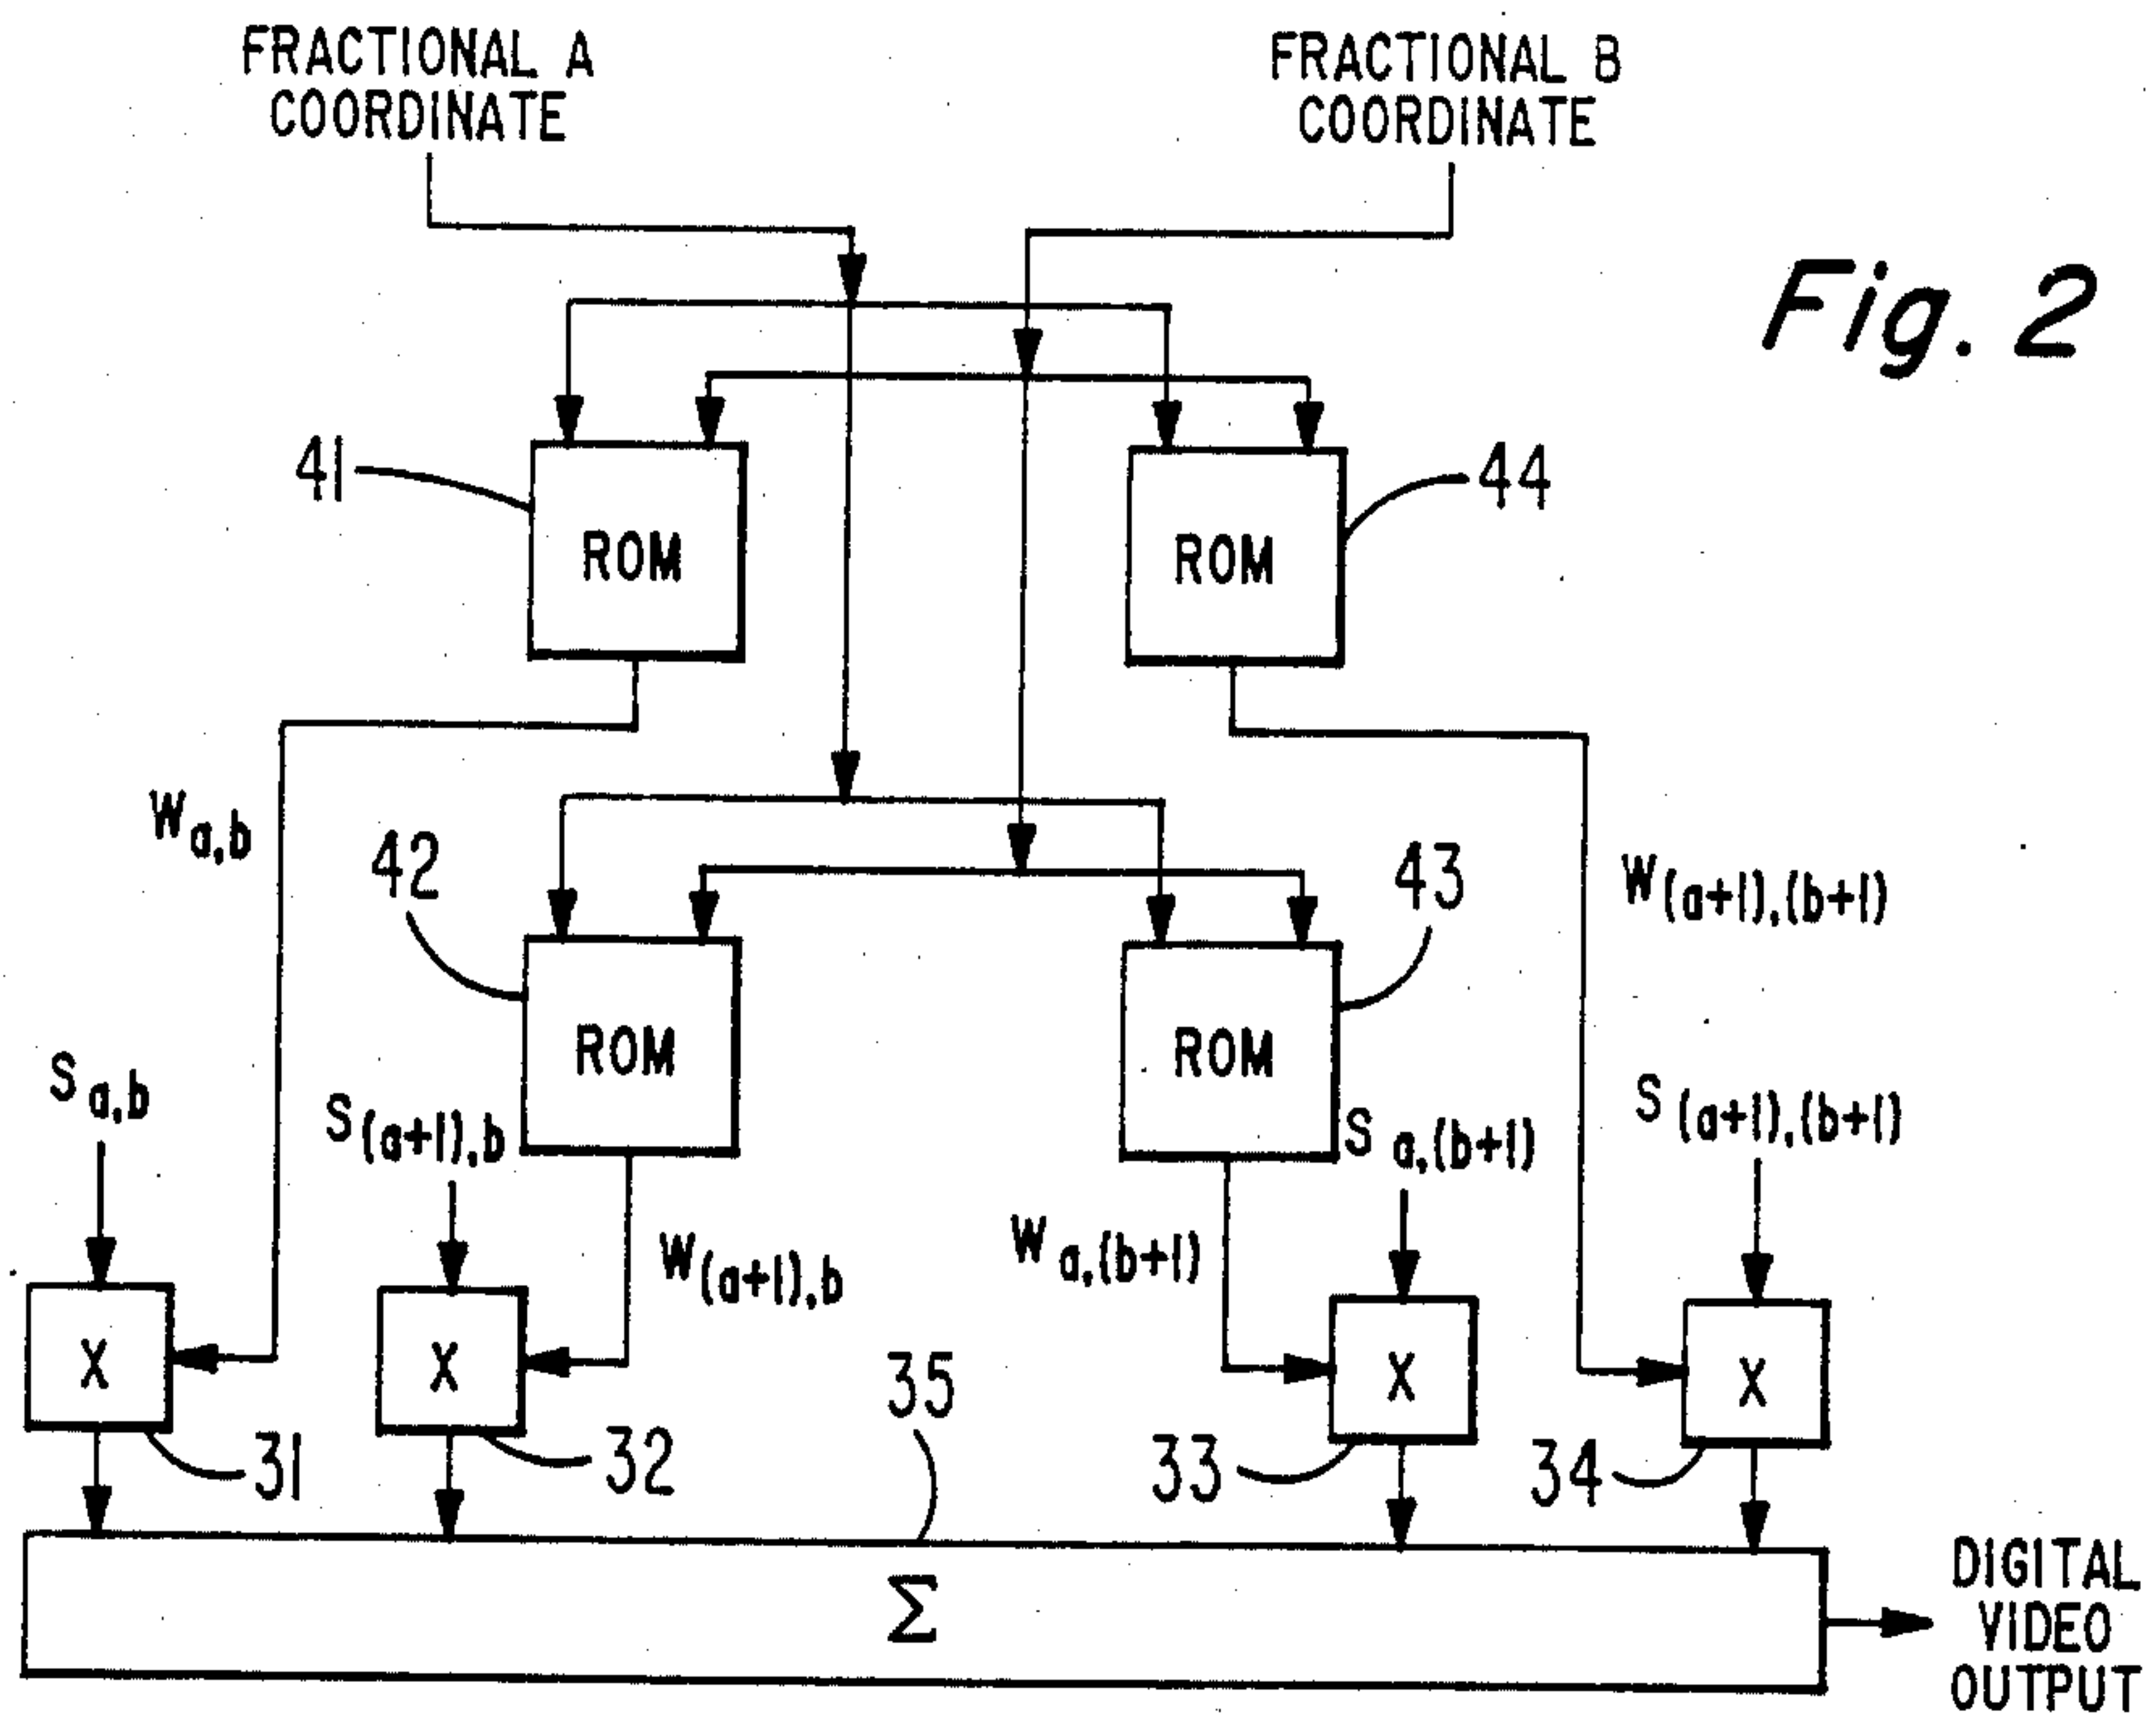 FRACTIONAL A
COORDINATE
FRACTIONAL B
COORDINATE
Fig. 2
41
ROM
ROM
44
Wa,b
42
ROM
43
ROM
W(a+1),(b+1)
Sa,b
S(a+1),b
Sa,(b+1)
S(a+1),(b+1)
W(a+1),b
Wa,(b+1)
X
X
X
X
31
32
35
33
34
Σ
DIGITAL
VIDEO
OUTPUT